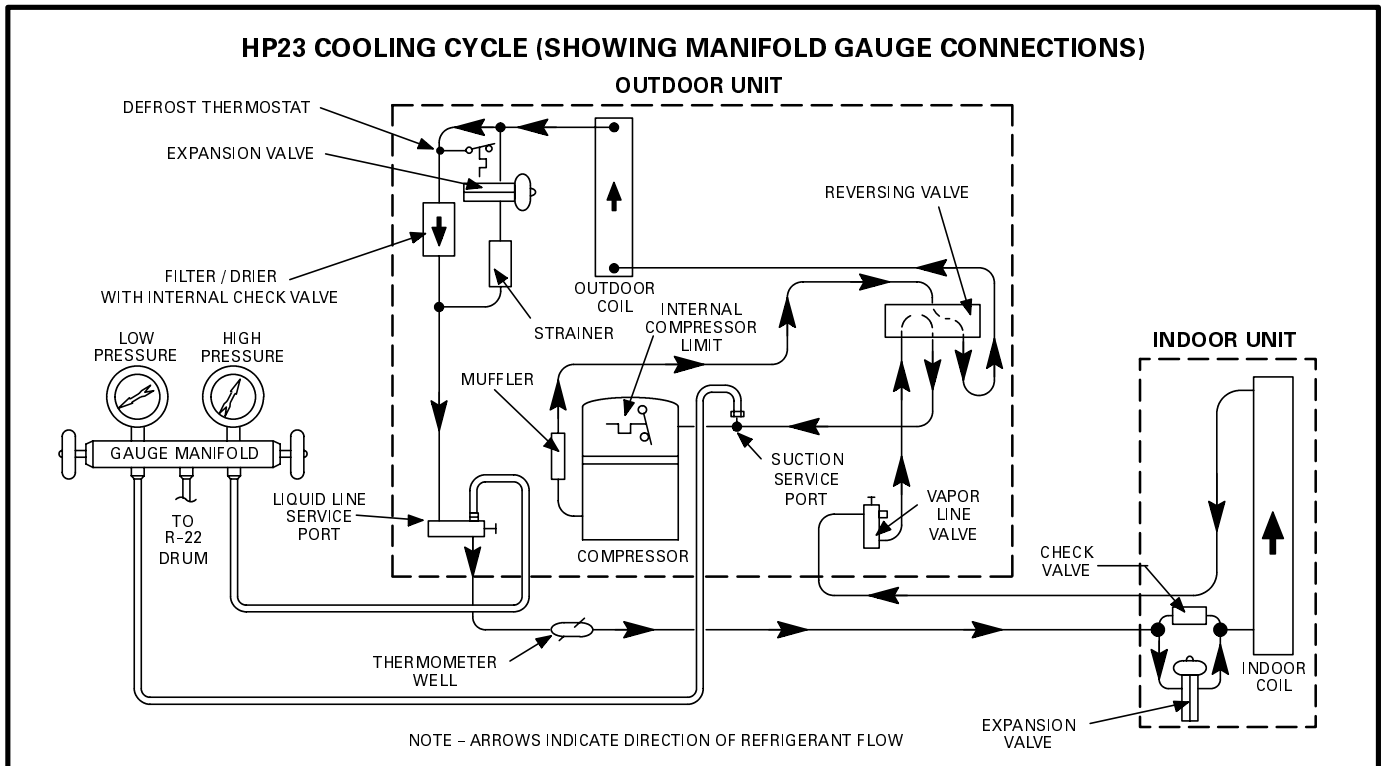 HP23 COOLING CYCLE (SHOWING MANIFOLD GAUGE CONNECTIONS)
OUTDOOR UNIT
DEFROST THERMOSTAT
EXPANSION VALVE
REVERSING VALVE
FILTER / DRIER
WITH INTERNAL CHECK VALVE
OUTDOOR
COIL
STRAINER
INTERNAL
COMPRESSOR
LIMIT
LOW
PRESSURE
HIGH
PRESSURE
INDOOR UNIT
MUFFLER
GAUGE MANIFOLD
SUCTION
SERVICE
PORT
LIQUID LINE
SERVICE
PORT
VAPOR
LINE
VALVE
TO
R-22
DRUM
COMPRESSOR
CHECK
VALVE
THERMOMETER
WELL
INDOOR
COIL
EXPANSION
VALVE
NOTE – ARROWS INDICATE DIRECTION OF REFRIGERANT FLOW